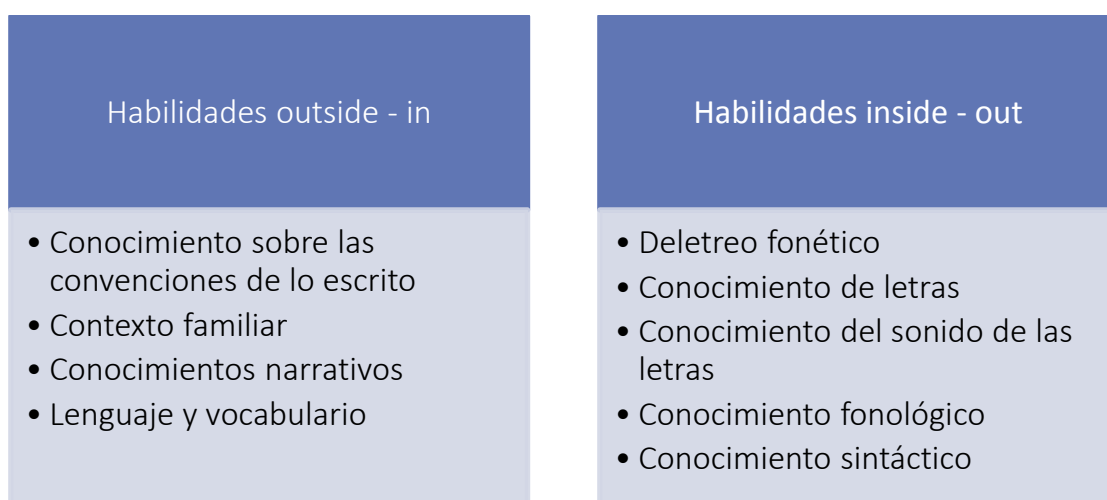 Habilidades outside - in
• Conocimiento sobre las
convenciones de lo escrito
• Contexto familiar
• Conocimientos narrativos
• Lenguaje y vocabulario
Habilidades inside - out
• Deletreo fonético
• Conocimiento de letras
• Conocimiento del sonido de las
letras
• Conocimiento fonológico
• Conocimiento sintáctico